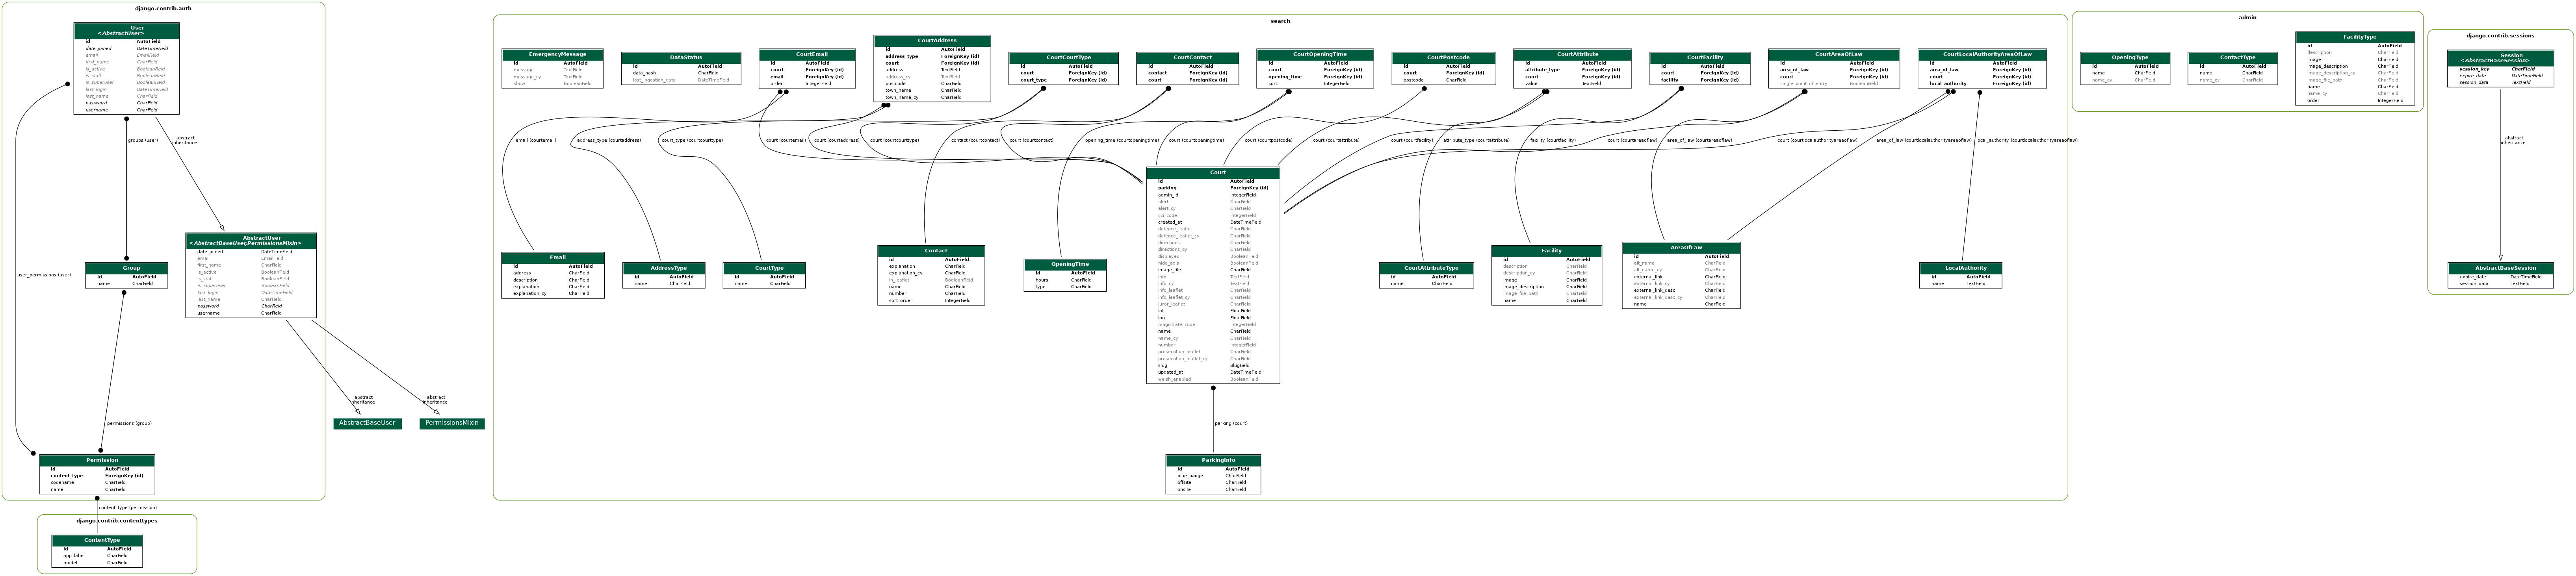 django.contrib.auth
User
<AbstractUser>
id AutoField
date_joined DateTimeField
email EmailField
first_name CharField
is_active BooleanField
is_staff BooleanField
is_superuser BooleanField
last_login DateTimeField
last_name CharField
password CharField
username CharField
groups (user)
abstract
inheritance
user_permissions (user)
AbstractUser
<AbstractBaseUser,PermissionsMixin>
date_joined DateTimeField
email EmailField
first_name CharField
is_active BooleanField
is_staff BooleanField
is_superuser BooleanField
last_login DateTimeField
last_name CharField
password CharField
username CharField
Group
id AutoField
name CharField
permissions (group)
abstract
inheritance
abstract
inheritance
AbstractBaseUser
PermissionsMixin
Permission
id AutoField
content_type ForeignKey (id)
codename CharField
name CharField
content_type (permission)
django.contrib.contenttypes
ContentType
id AutoField
app_label CharField
model CharField
search
EmergencyMessage
id AutoField
message TextField
message_cy TextField
show BooleanField
DataStatus
id AutoField
data_hash CharField
last_ingestion_date DateTimeField
CourtEmail
id AutoField
court ForeignKey (id)
email ForeignKey (id)
order IntegerField
CourtAddress
id AutoField
address_type ForeignKey (id)
court ForeignKey (id)
address TextField
address_cy TextField
postcode CharField
town_name CharField
town_name_cy CharField
CourtCourtType
id AutoField
court ForeignKey (id)
court_type ForeignKey (id)
CourtContact
id AutoField
contact ForeignKey (id)
court ForeignKey (id)
CourtOpeningTime
id AutoField
court ForeignKey (id)
opening_time ForeignKey (id)
sort IntegerField
CourtPostcode
id AutoField
court ForeignKey (id)
postcode CharField
CourtAttribute
id AutoField
attribute_type ForeignKey (id)
court ForeignKey (id)
value TextField
CourtFacility
id AutoField
court ForeignKey (id)
facility ForeignKey (id)
CourtAreaOfLaw
id AutoField
area_of_law ForeignKey (id)
court ForeignKey (id)
single_point_of_entry BooleanField
CourtLocalAuthorityAreaOfLaw
id AutoField
area_of_law ForeignKey (id)
court ForeignKey (id)
local_authority ForeignKey (id)
email (courtemail)
address_type (courtaddress)
court_type (courtcourttype)
court (courtemail)
court (courtaddress)
court (courtcourttype)
contact (courtcontact)
court (courtcontact)
opening_time (courtopeningtime)
court (courtopeningtime)
court (courtpostcode)
court (courtattribute)
court (courtfacility)
attribute_type (courtattribute)
facility (courtfacility)
court (courtareaoflaw)
area_of_law (courtareaoflaw)
court (courtlocalauthorityareaoflaw)
area_of_law (courtlocalauthorityareaoflaw)
local_authority (courtlocalauthorityareaoflaw)
Court
id AutoField
parking ForeignKey (id)
admin_id IntegerField
alert CharField
alert_cy CharField
cci_code IntegerField
created_at DateTimeField
defence_leaflet CharField
defence_leaflet_cy CharField
directions CharField
directions_cy CharField
displayed BooleanField
hide_aols BooleanField
image_file CharField
info TextField
info_cy TextField
info_leaflet CharField
info_leaflet_cy CharField
juror_leaflet CharField
lat FloatField
lon FloatField
magistrate_code IntegerField
name CharField
name_cy CharField
number IntegerField
prosecution_leaflet CharField
prosecution_leaflet_cy CharField
slug SlugField
updated_at DateTimeField
welsh_enabled BooleanField
Email
id AutoField
address CharField
description CharField
explanation CharField
explanation_cy CharField
AddressType
id AutoField
name CharField
CourtType
id AutoField
name CharField
Contact
id AutoField
explanation CharField
explanation_cy CharField
in_leaflet BooleanField
name CharField
number CharField
sort_order IntegerField
OpeningTime
id AutoField
hours CharField
type CharField
CourtAttributeType
id AutoField
name CharField
Facility
id AutoField
description CharField
description_cy CharField
image CharField
image_description CharField
image_file_path CharField
name CharField
AreaOfLaw
id AutoField
alt_name CharField
alt_name_cy CharField
external_link CharField
external_link_cy CharField
external_link_desc CharField
external_link_desc_cy CharField
name CharField
LocalAuthority
id AutoField
name TextField
parking (court)
ParkingInfo
id AutoField
blue_badge CharField
offsite CharField
onsite CharField
admin
OpeningType
id AutoField
name CharField
name_cy CharField
ContactType
id AutoField
name CharField
name_cy CharField
FacilityType
id AutoField
description CharField
image CharField
image_description CharField
image_description_cy CharField
image_file_path CharField
name CharField
name_cy CharField
order IntegerField
django.contrib.sessions
Session
<AbstractBaseSession>
session_key CharField
expire_date DateTimeField
session_data TextField
abstract
inheritance
AbstractBaseSession
expire_date DateTimeField
session_data TextField